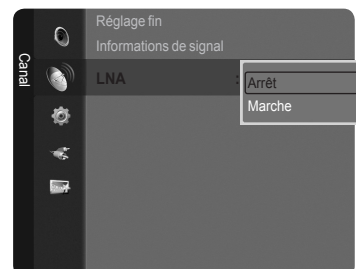 Canal
Réglage fin
Informations de signal
LNA : Arrêt
Marche